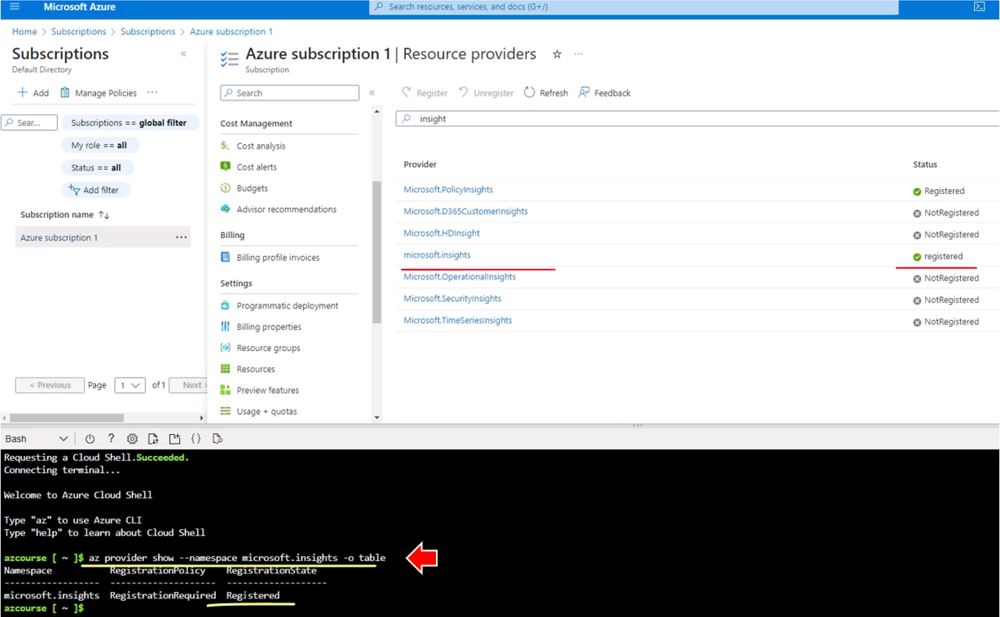 Microsoft Azure
Search resources, services, and docs (G+/)
Home > Subscriptions > Subscriptions > Azure subscription 1
Subscriptions
Default Directory
+ Add
Manage Policies
...
Sear...
Subscriptions == global filter
My role == all
Status == all
Add filter
Subscription name ↑↓
Azure subscription 1
...
< Previous
Page
1
of 1
Next >
Azure subscription 1 | Resource providers
...
Subscription
Search
«
Cost Management
Cost analysis
Cost alerts
Budgets
Advisor recommendations
Billing
Billing profile invoices
Settings
Programmatic deployment
Billing properties
Resource groups
Resources
Preview features
Usage + quotas
Register
Unregister
Refresh
Feedback
insight
Provider Status
Microsoft.PolicyInsights Registered
Microsoft.D365CustomerInsights NotRegistered
Microsoft.HDInsight NotRegistered
microsoft.insights registered
Microsoft.OperationalInsights NotRegistered
Microsoft.SecurityInsights NotRegistered
Microsoft.TimeSeriesInsights NotRegistered
Bash
? {}
Requesting a Cloud Shell.Succeeded.
Connecting terminal...
Welcome to Azure Cloud Shell
Type "az" to use Azure CLI
Type "help" to learn about Cloud Shell
azcourse [ ~ ]$ az provider show --namespace microsoft.insights -o table
Namespace RegistrationPolicy RegistrationState
----------------- -------------------- -------------------
microsoft.insights RegistrationRequired Registered
azcourse [ ~ ]$